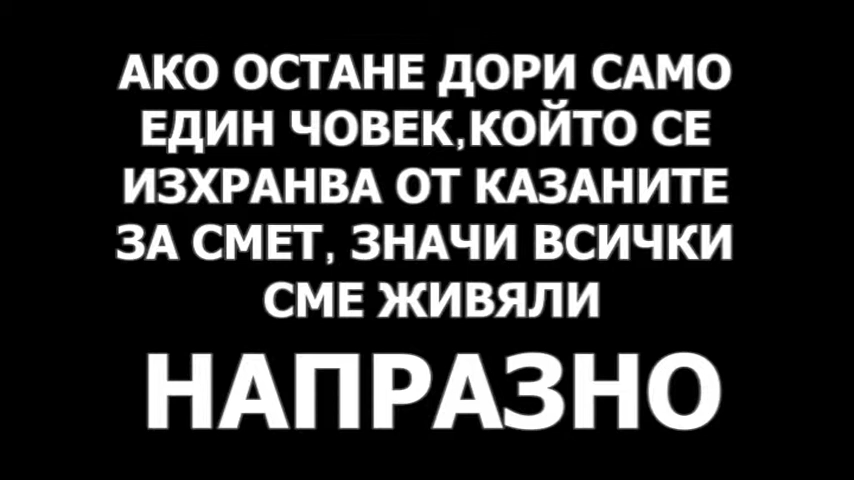 АКО ОСТАНЕ ДОРИ САМО
ЕДИН ЧОВЕК,КОЙТО СЕ
ИЗХРАНВА ОТ КАЗАНИТЕ
ЗА СМЕТ, ЗНАЧИ ВСИЧКИ
СМЕ ЖИВЯЛИ
НАПРАЗНО